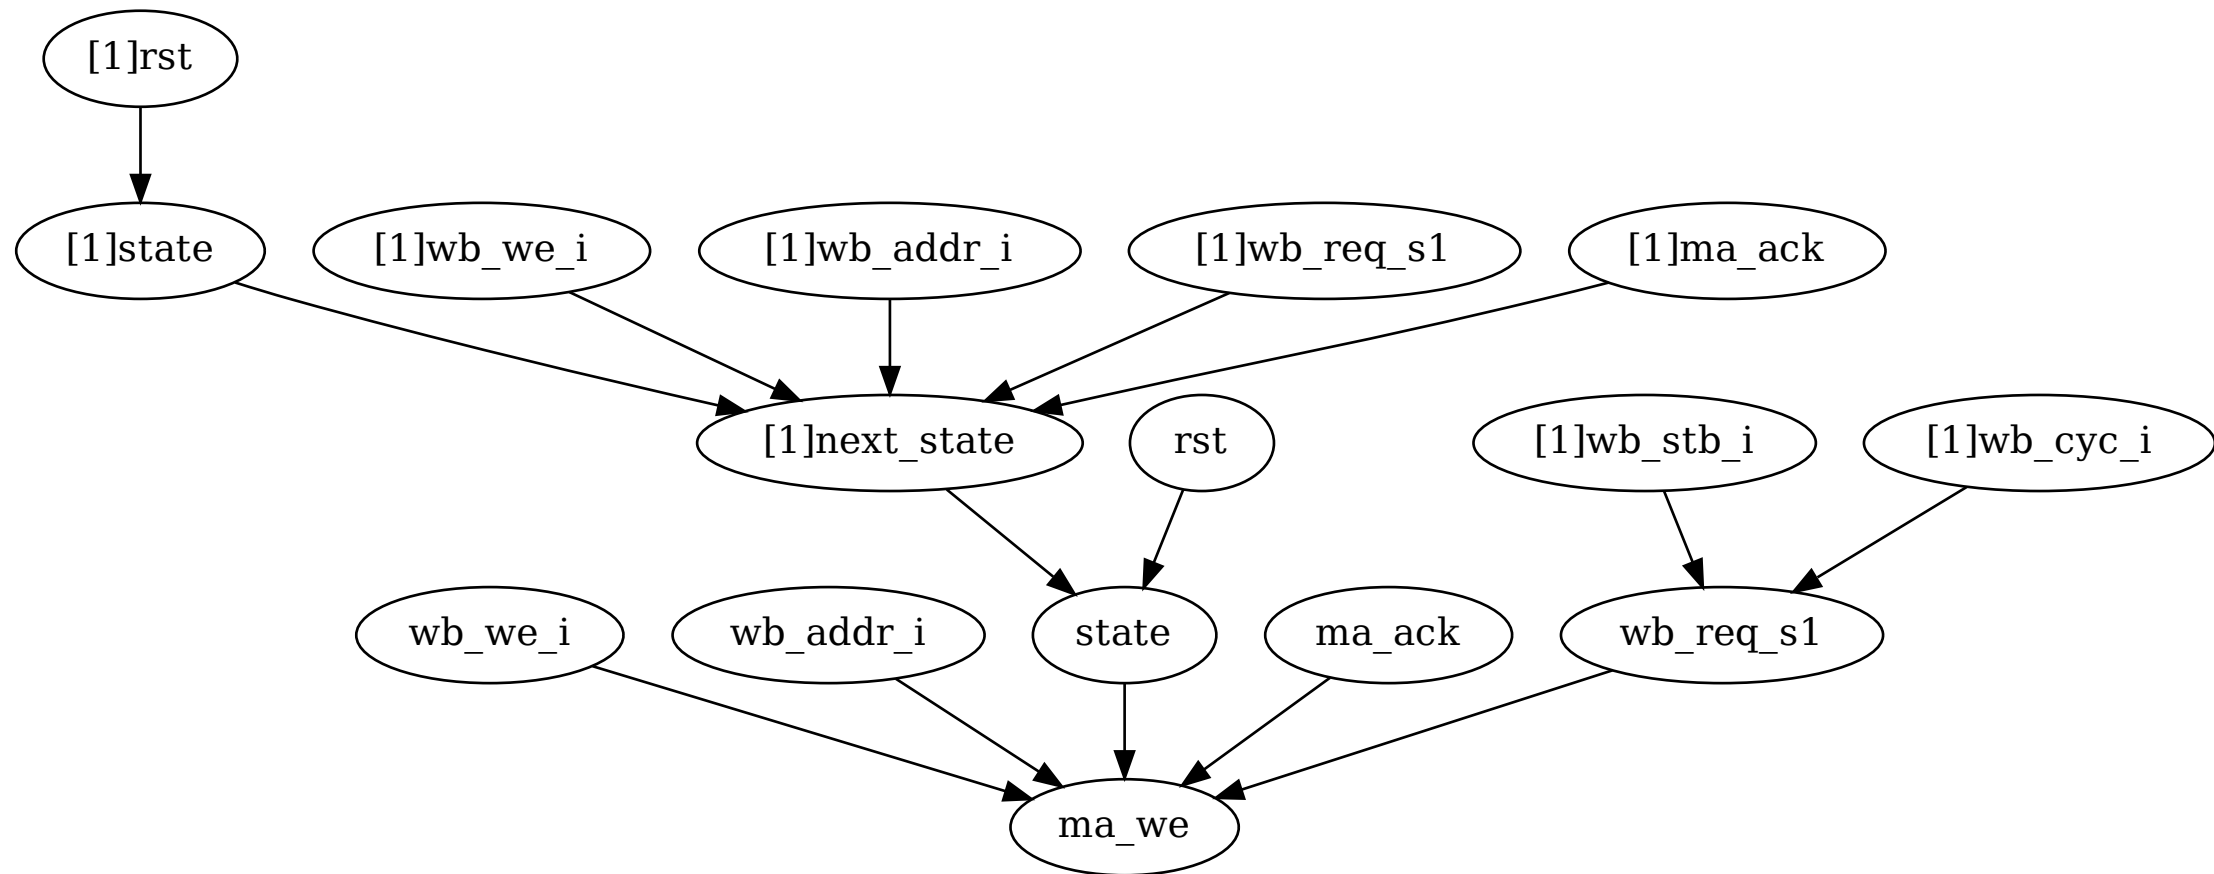 [1]rst
[1]state
[1]wb_we_i
[1]wb_addr_i
[1]wb_req_s1
[1]ma_ack
[1]next_state
rst
[1]wb_stb_i
[1]wb_cyc_i
wb_we_i
wb_addr_i
state
ma_ack
wb_req_s1
ma_we